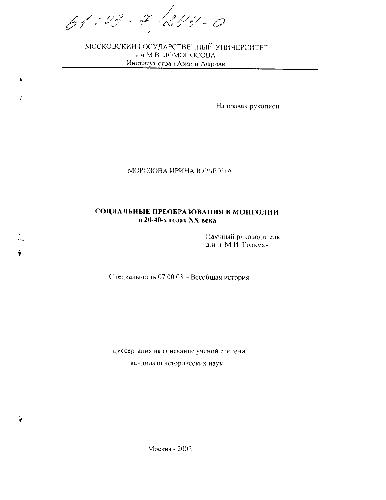 61:03-7/244-0
МОСКОВСКИЙ ГОСУДАРСТВЕННЫЙ УНИВЕРСИТЕТ
им М.В. ЛОМОНОСОВА
Институт стран Азии и Африки
На правах рукописи
МОРОЗОВА ИРИНА ЮРЬЕВНА
СОЦИАЛЬНЫЕ ПРЕОБРАЗОВАНИЯ В МОНГОЛИИ
в 20-40-х годах XX века
Научный руководитель
д.и.н. М.И.
Специальность 07.00.03 - Всеобщая история
диссертация на соискание ученой степени
кандидата исторических наук
Москва -